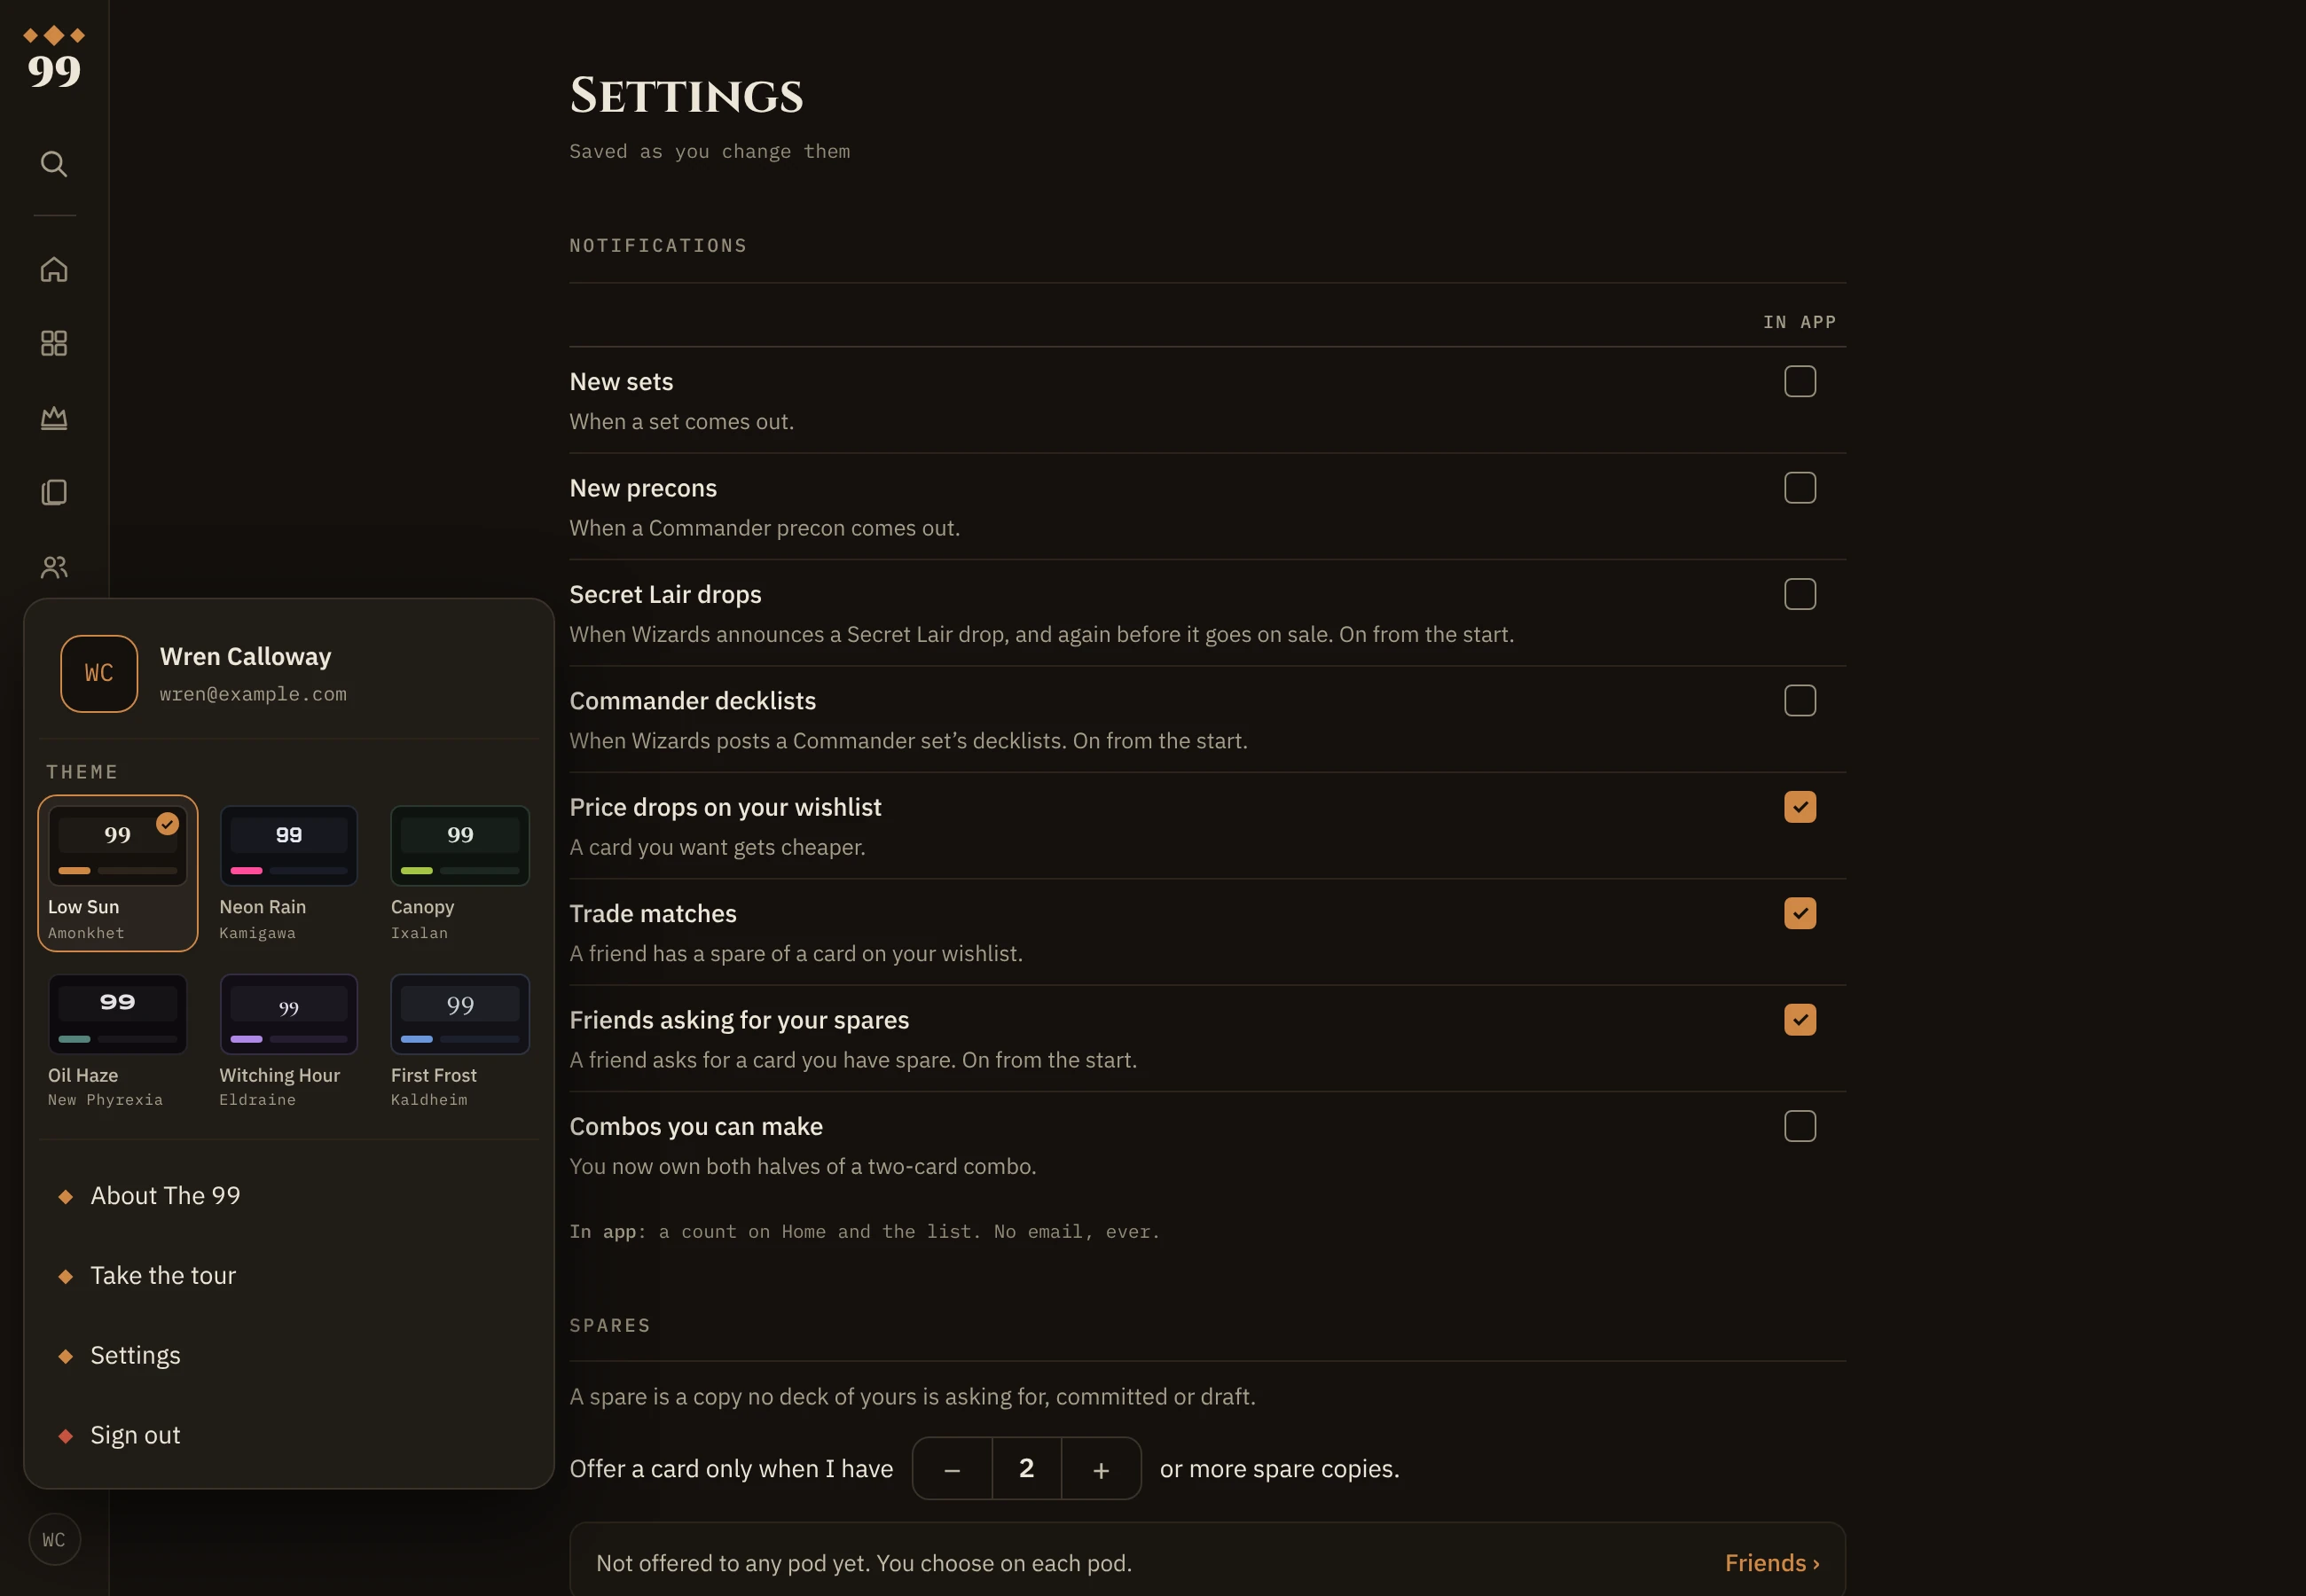 99
SETTINGS
Saved as you change them
NOTIFICATIONS
IN APP
New sets
When a set comes out.
New precons
When a Commander precon comes out.
Secret Lair drops
When Wizards announces a Secret Lair drop, and again before it goes on sale. On from the start.
Commander decklists
When Wizards posts a Commander set’s decklists. On from the start.
Price drops on your wishlist
A card you want gets cheaper.
Trade matches
A friend has a spare of a card on your wishlist.
Friends asking for your spares
A friend asks for a card you have spare. On from the start.
Combos you can make
You now own both halves of a two-card combo.
In app: a count on Home and the list. No email, ever.
SPARES
A spare is a copy no deck of yours is asking for, committed or draft.
Offer a card only when I have − 2 + or more spare copies.
Not offered to any pod yet. You choose on each pod. Friends ›
WC
Wren Calloway
wren@example.com
THEME
99 99 99
Low Sun Neon Rain Canopy
Amonkhet Kamigawa Ixalan
99 99 99
Oil Haze Witching Hour First Frost
New Phyrexia Eldraine Kaldheim
About The 99
Take the tour
Settings
Sign out
WC